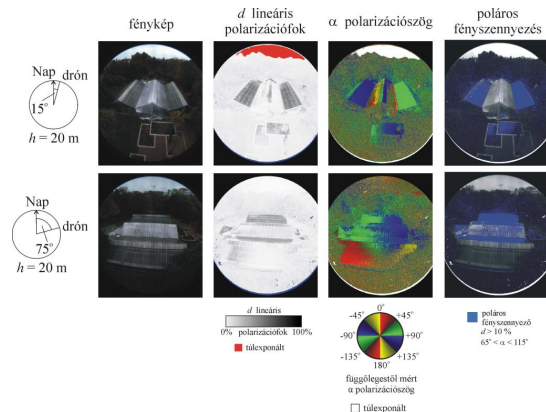 fénykép
d lineáris
polarizációfok
α polarizációszög
poláros
fényszennyezés
Nap
drón
15°
h = 20 m
Nap
drón
75°
h = 20 m
d lineáris
0% polarizációfok 100%
túlexponált
0°
-45° +45°
-90° +90°
-135° +135°
180°
függőlegestől mért
α polarizációszög
túlexponált
poláros
fényszennyező
d > 10 %
65° < α < 115°